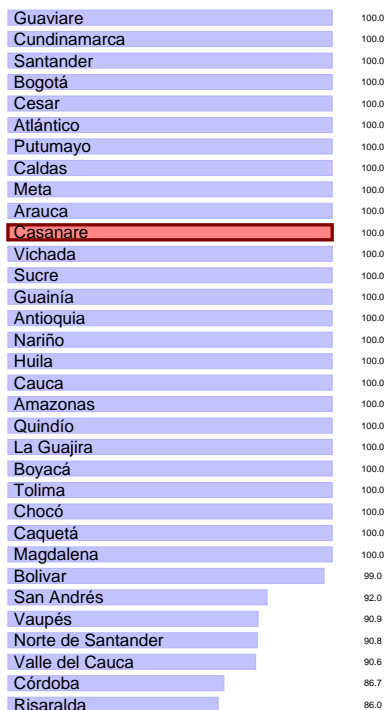 Guaviare 100.0
Cundinamarca 100.0
Santander 100.0
Bogotá 100.0
Cesar 100.0
Atlántico 100.0
Putumayo 100.0
Caldas 100.0
Meta 100.0
Arauca 100.0
Casanare 100.0
Vichada 100.0
Sucre 100.0
Guainía 100.0
Antioquia 100.0
Nariño 100.0
Huila 100.0
Cauca 100.0
Amazonas 100.0
Quindío 100.0
La Guajira 100.0
Boyacá 100.0
Tolima 100.0
Chocó 100.0
Caquetá 100.0
Magdalena 100.0
Bolivar 99.0
San Andrés 92.0
Vaupés 90.9
Norte de Santander 90.8
Valle del Cauca 90.6
Córdoba 86.7
Risaralda 86.0